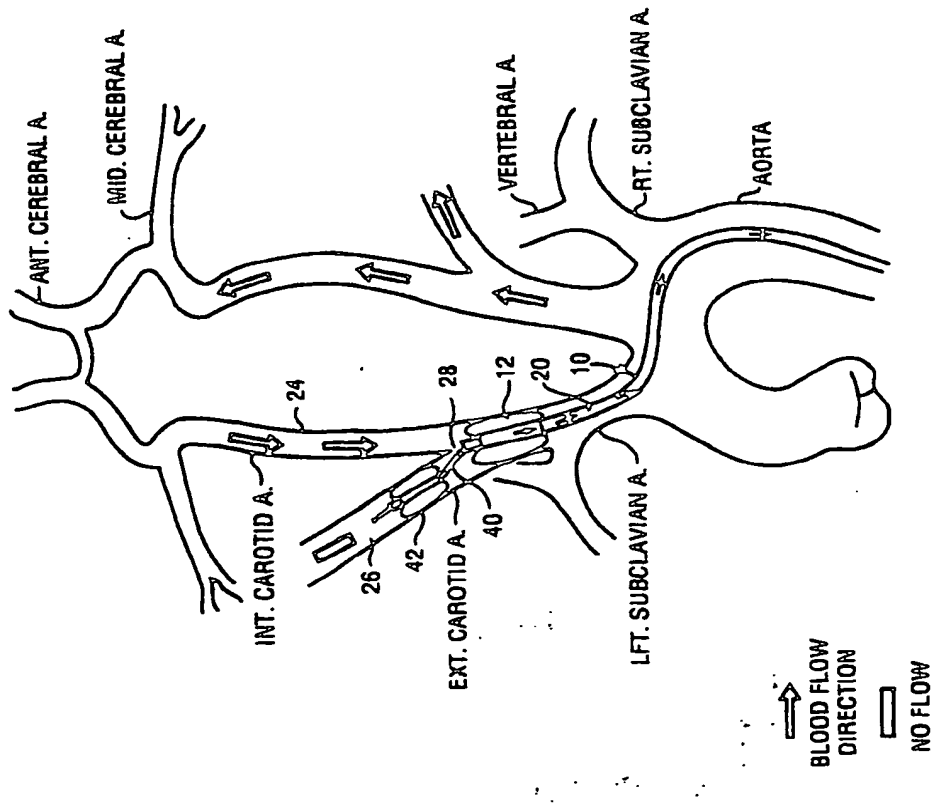 ANT. CEREBRAL A.
MID. CEREBRAL A.
VERTEBRAL A.
RT. SUBCLAVIAN A.
AORTA
24
28
12
20
10
INT. CAROTID A.
26
42
EXT. CAROTID A.
40
LFT. SUBCLAVIAN A.
BLOOD FLOW
DIRECTION
NO FLOW